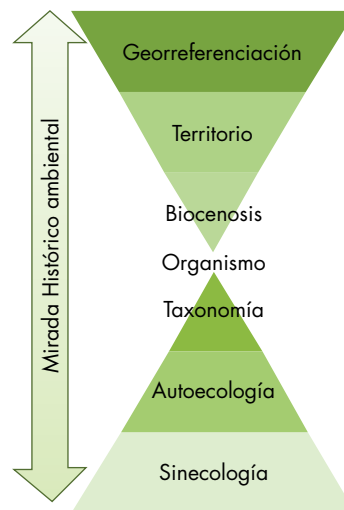 Mirada Histórico ambiental
Georreferenciación
Territorio
Biocenosis
Organismo
Taxonomía
Autoecología
Sinecología